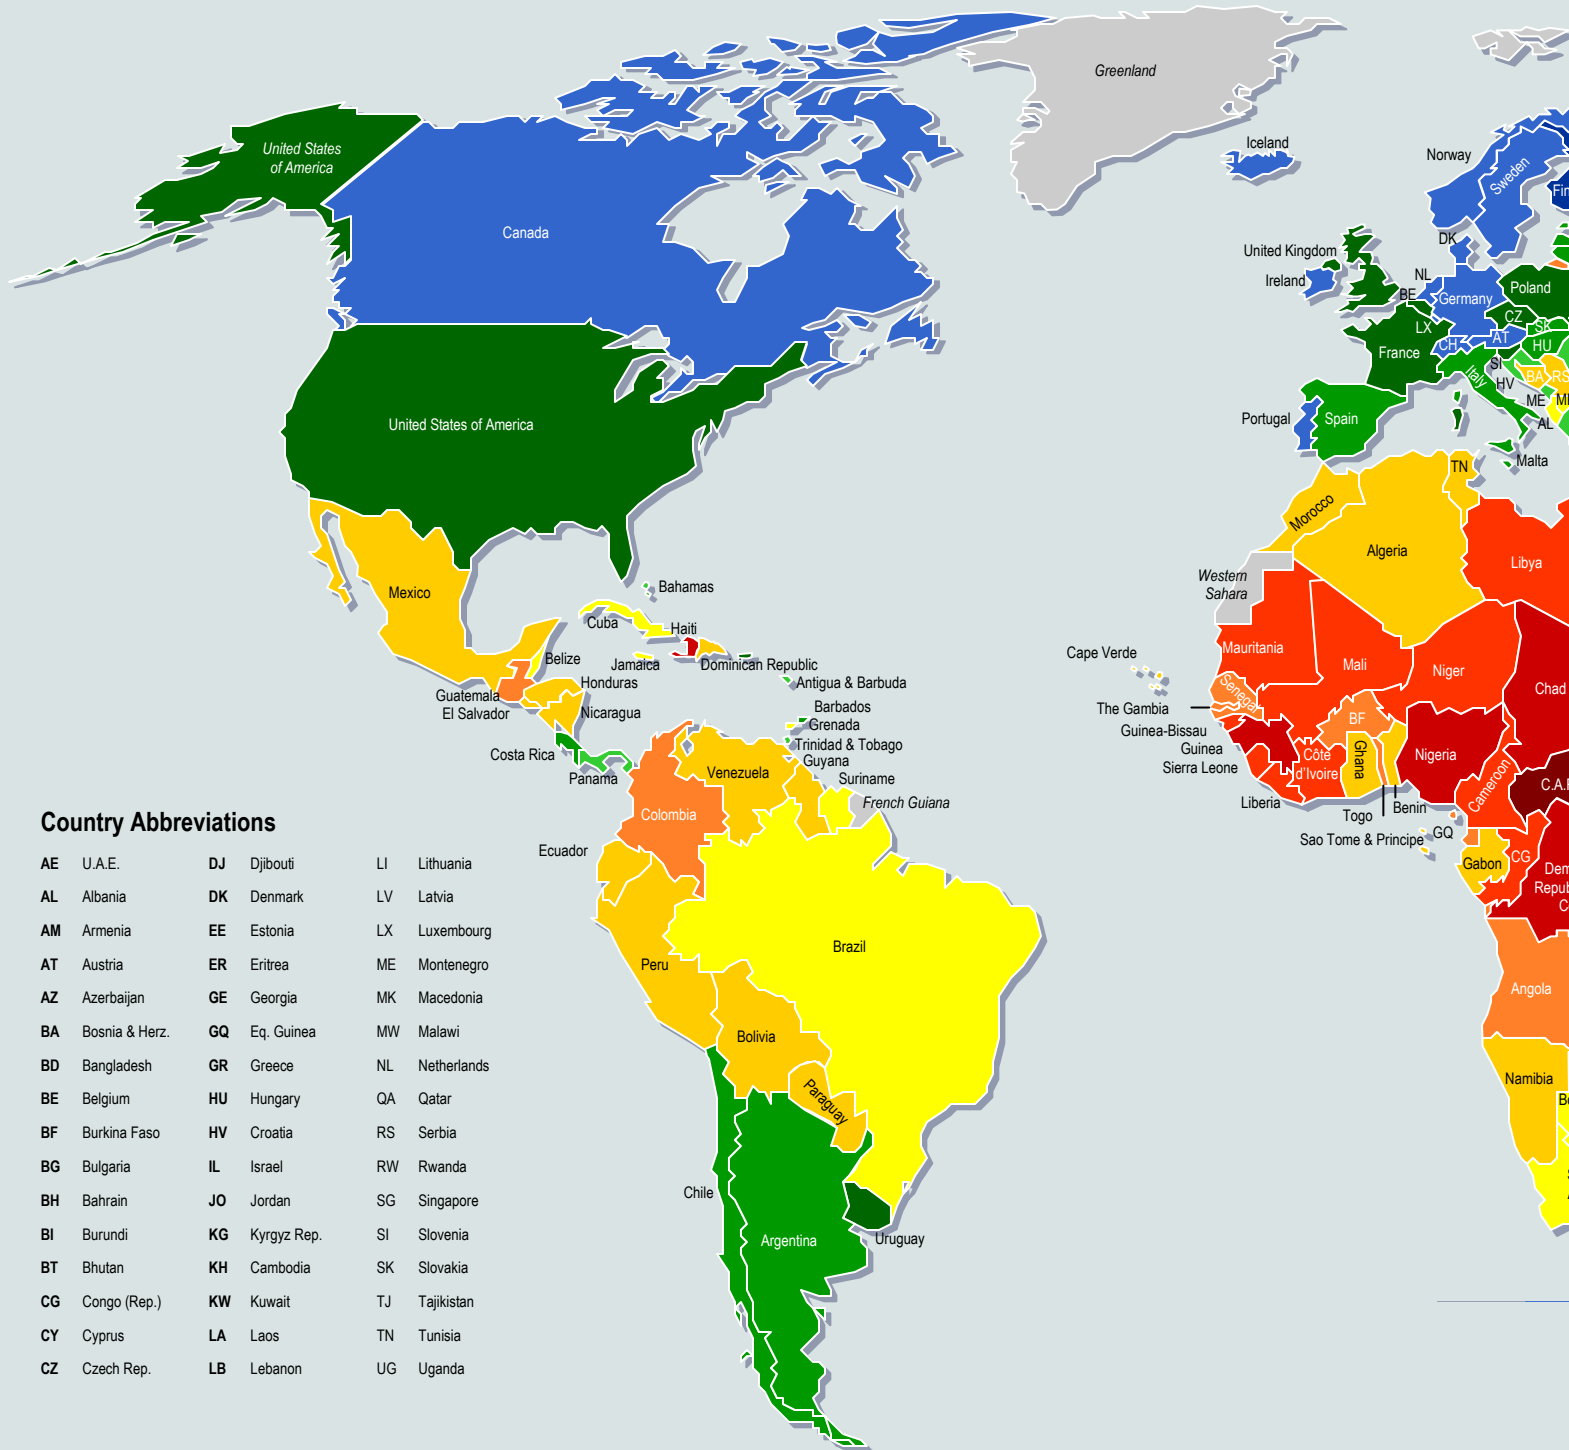 Greenland
United States
of America
Iceland
Norway
Sweden
Canada
DK
United Kingdom
Ireland
NL
BE
Germany
Poland
LX
CZ
SK
France
CH
AT
HU
SI
Italy
HV
BA
RS
ME
AL
United States of America
Portugal
Spain
Malta
TN
Morocco
Algeria
Libya
Western
Sahara
Mexico
Bahamas
Cuba
Haiti
Belize
Jamaica
Dominican Republic
Honduras
Antigua & Barbuda
Guatemala
El Salvador
Nicaragua
Barbados
Grenada
Costa Rica
Trinidad & Tobago
Guyana
Panama
Venezuela
Suriname
French Guiana
Colombia
Ecuador
Mauritania
Cape Verde
Mali
Niger
Chad
Senegal
The Gambia
BF
Guinea-Bissau
Guinea
Sierra Leone
Côte
d'Ivoire
Ghana
Nigeria
Cameroon
Liberia
Togo
Benin
Sao Tome & Principe
GQ
Gabon
CG
Brazil
Peru
Angola
Bolivia
Namibia
Paraguay
Chile
Uruguay
Argentina
Country Abbreviations
AE U.A.E. DJ Djibouti LI Lithuania
AL Albania DK Denmark LV Latvia
AM Armenia EE Estonia LX Luxembourg
AT Austria ER Eritrea ME Montenegro
AZ Azerbaijan GE Georgia MK Macedonia
BA Bosnia & Herz. GQ Eq. Guinea MW Malawi
BD Bangladesh GR Greece NL Netherlands
BE Belgium HU Hungary QA Qatar
BF Burkina Faso HV Croatia RS Serbia
BG Bulgaria IL Israel RW Rwanda
BH Bahrain JO Jordan SG Singapore
BI Burundi KG Kyrgyz Rep. SI Slovenia
BT Bhutan KH Cambodia SK Slovakia
CG Congo (Rep.) KW Kuwait TJ Tajikistan
CY Cyprus LA Laos TN Tunisia
CZ Czech Rep. LB Lebanon UG Uganda